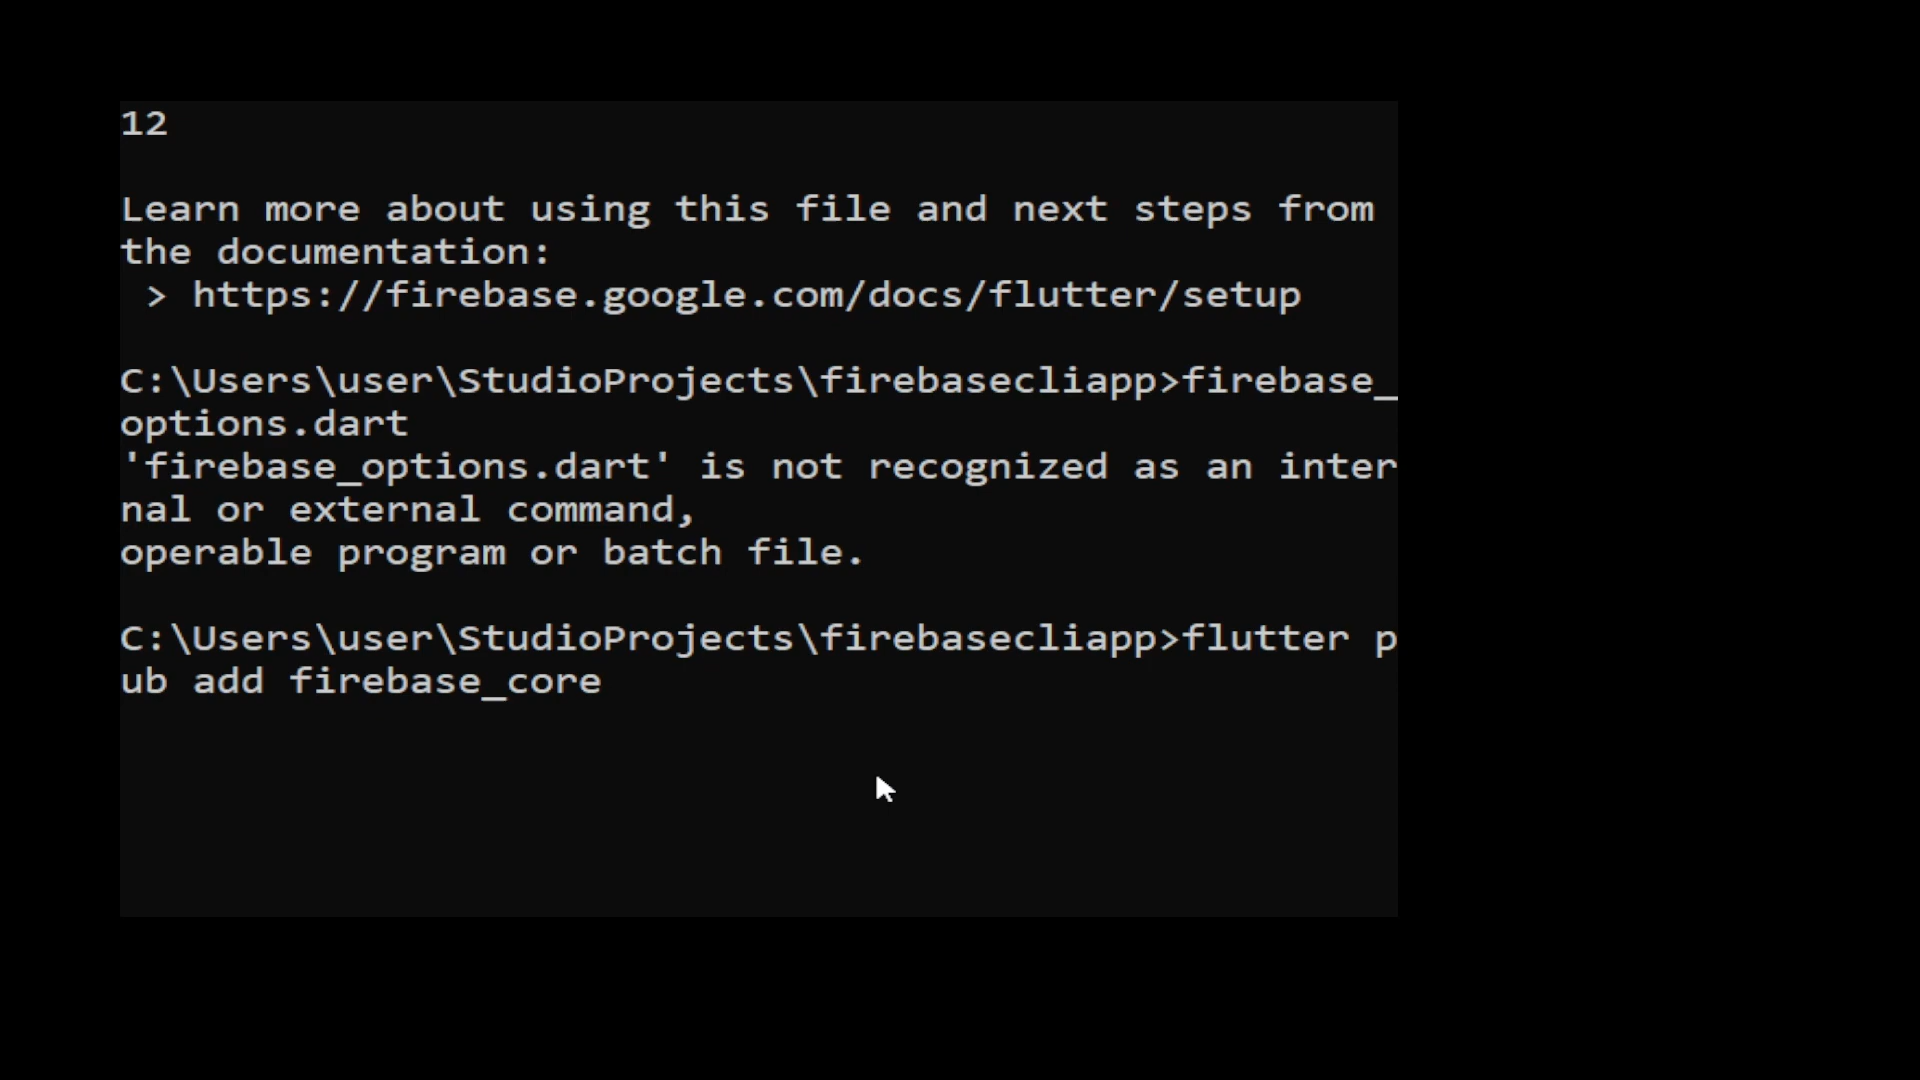 12
Learn more about using this file and next steps from
the documentation:
 > https://firebase.google.com/docs/flutter/setup
C:\Users\user\StudioProjects\firebasecliapp>firebase_
options.dart
'firebase_options.dart' is not recognized as an inter
nal or external command,
operable program or batch file.
C:\Users\user\StudioProjects\firebasecliapp>flutter p
ub add firebase_core